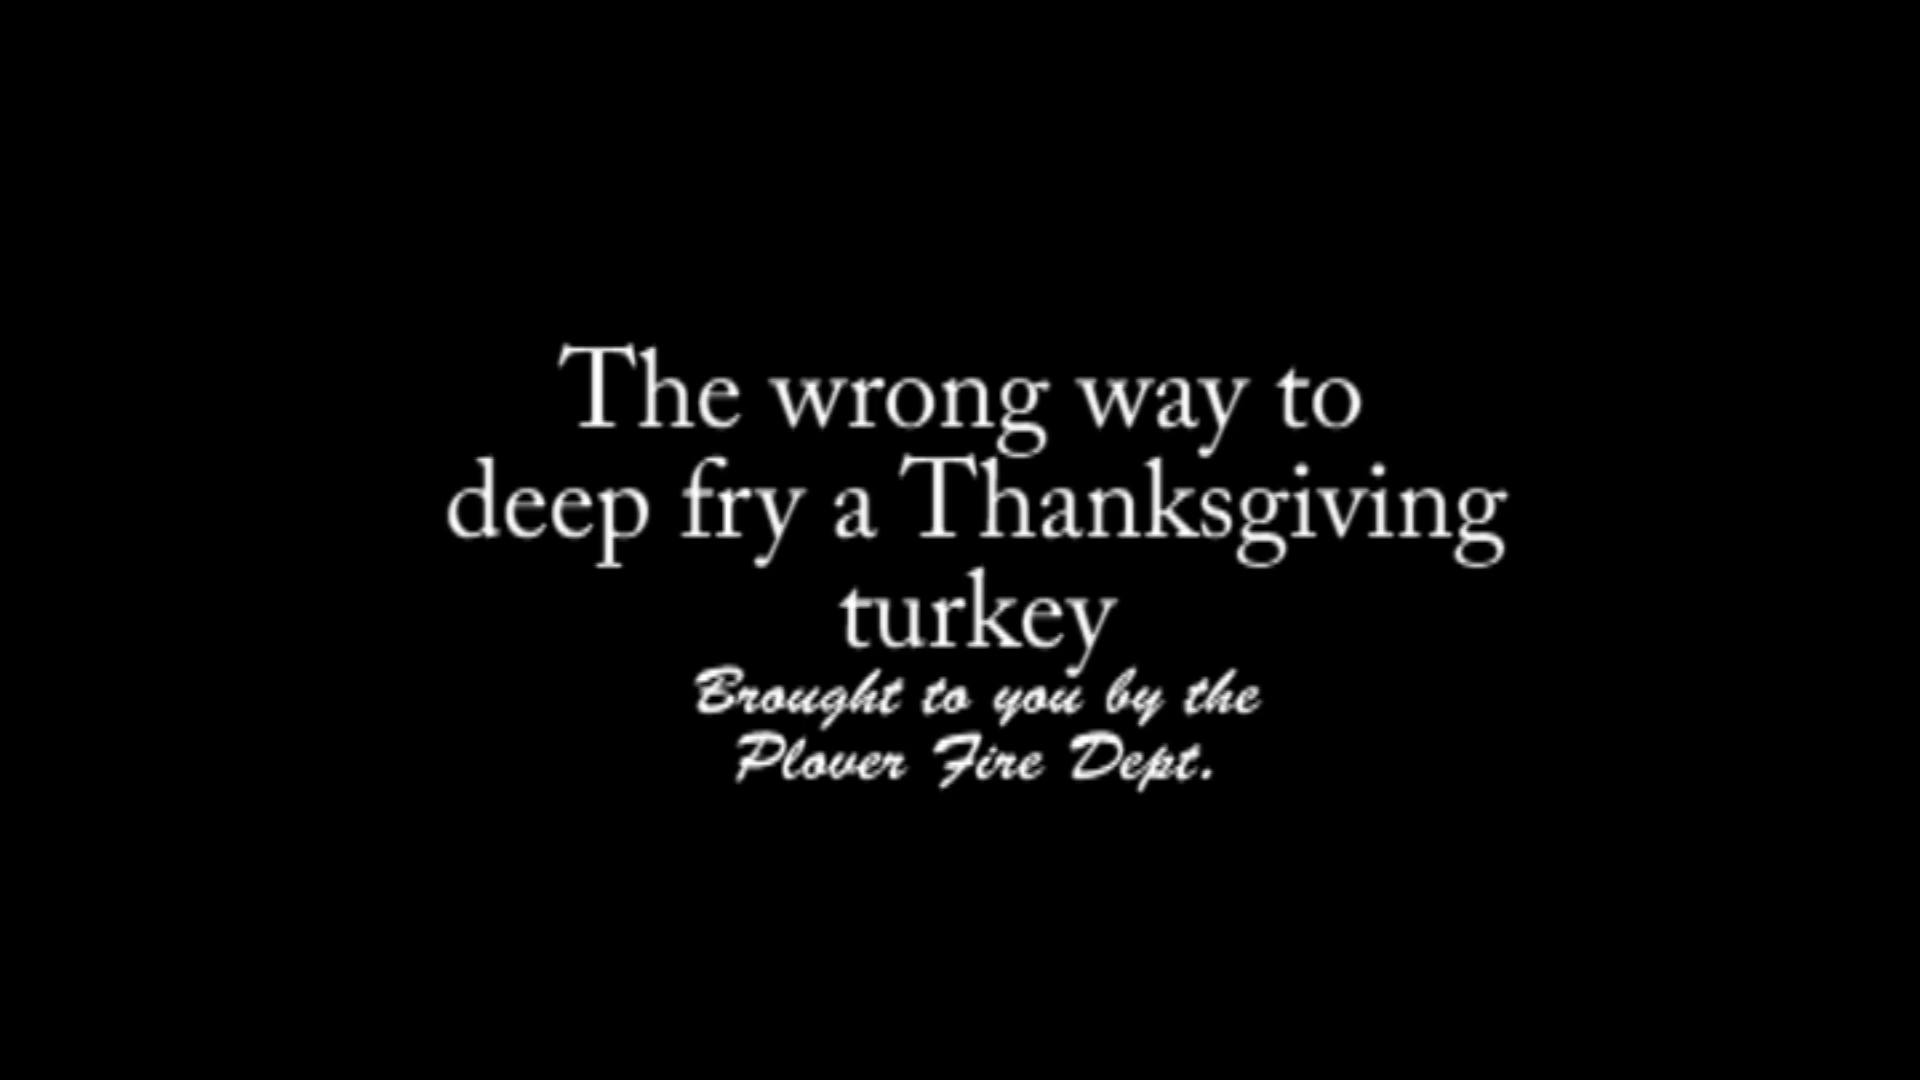 The wrong way to
deep fry a Thanksgiving
turkey
Brought to you by the
Plover Fire Dept.